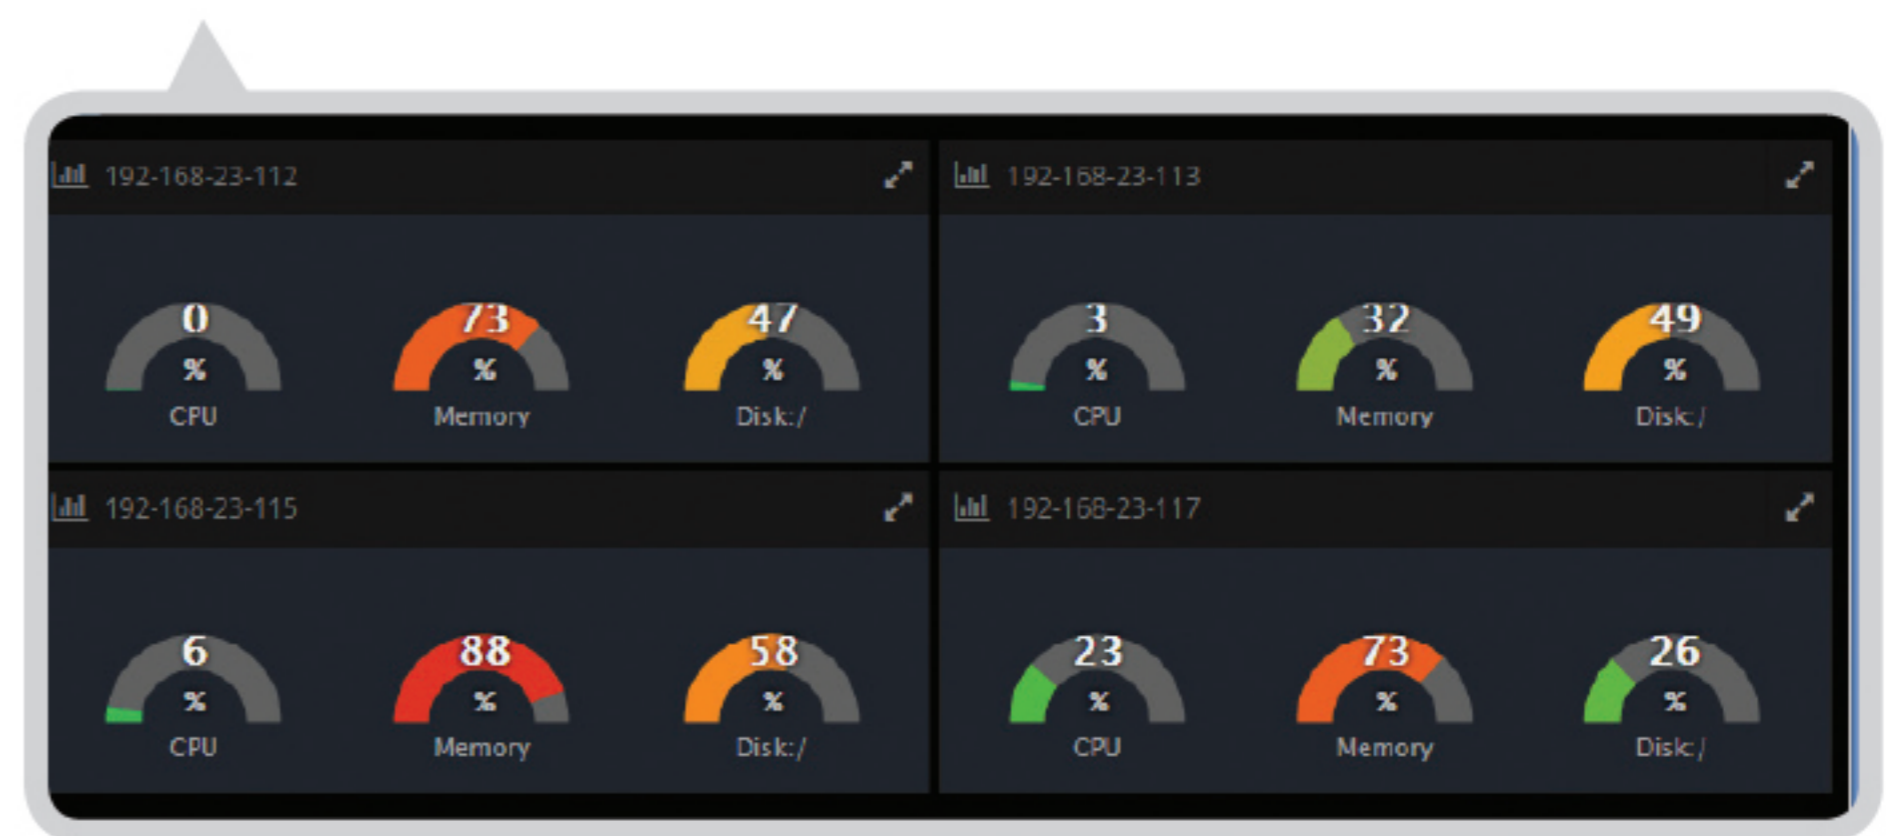 192-168-23-112
192-168-23-113
0 73 47
% % %
CPU Memory Disk:/
3 32 49
% % %
CPU Memory Disk:/
192-168-23-115
192-168-23-117
6 88 58
% % %
CPU Memory Disk:/
23 73 26
% % %
CPU Memory Disk:/